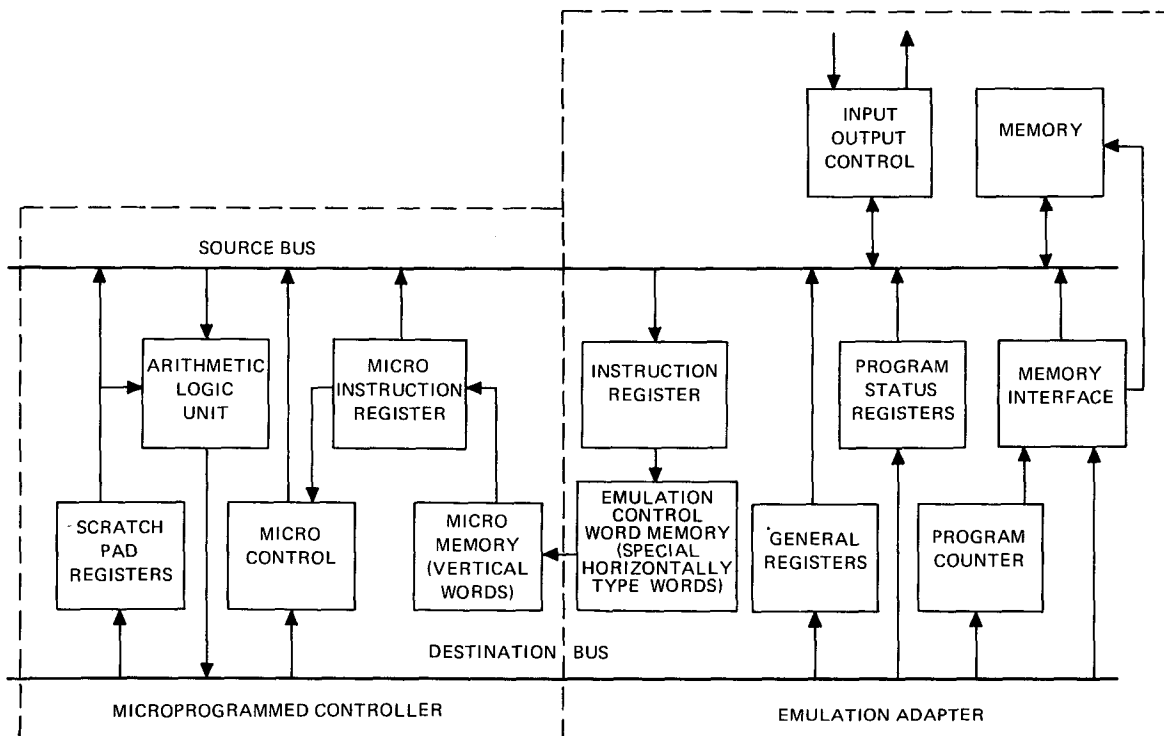 INPUT
OUTPUT
CONTROL
MEMORY
SOURCE BUS
ARITHMETIC
LOGIC
UNIT
MICRO
INSTRUCTION
REGISTER
INSTRUCTION
REGISTER
PROGRAM
STATUS
REGISTERS
MEMORY
INTERFACE
SCRATCH
PAD
REGISTERS
MICRO
CONTROL
MICRO
MEMORY
(VERTICAL
WORDS)
EMULATION
CONTROL
WORD MEMORY
(SPECIAL
HORIZONTALLY
TYPE WORDS)
GENERAL
REGISTERS
PROGRAM
COUNTER
DESTINATION BUS
MICROPROGRAMMED CONTROLLER
EMULATION ADAPTER